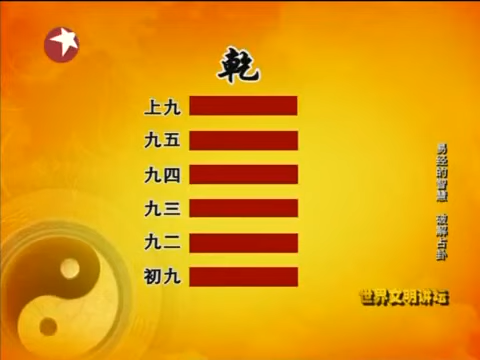 乾
上九
九五
九四
九三
九二
初九
易经的智慧 破解占卦
世界文明讲坛